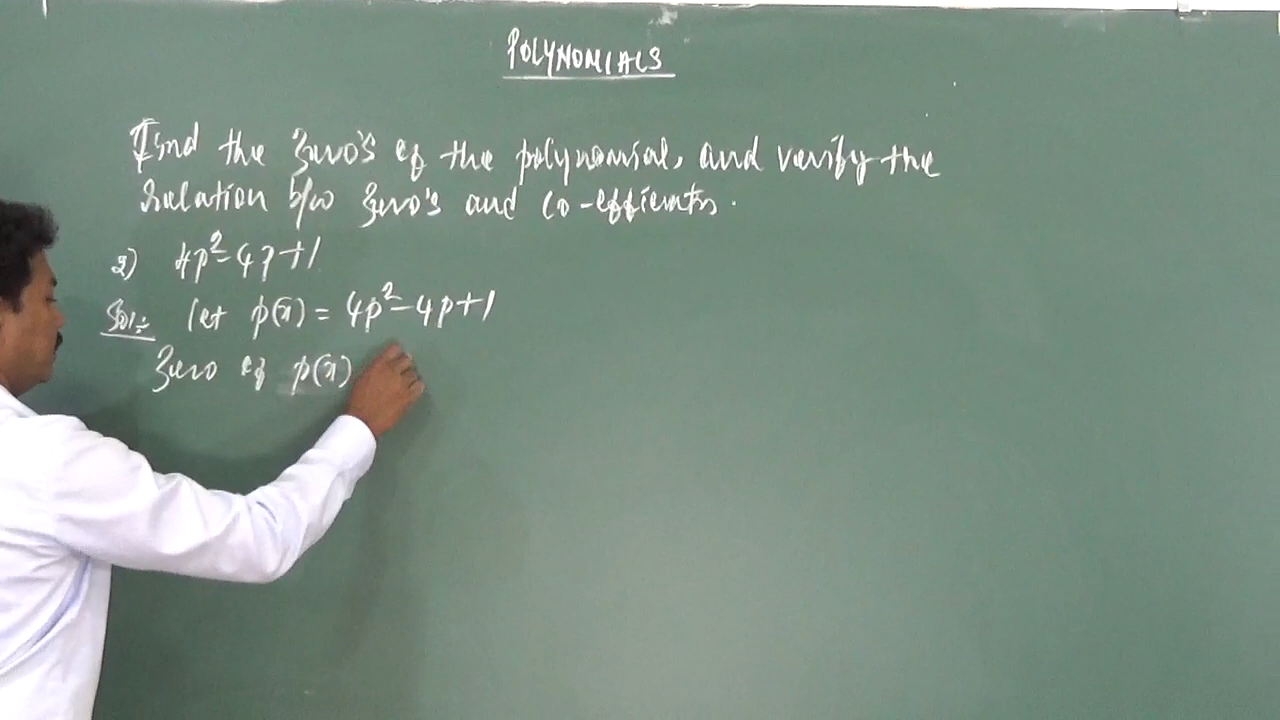 POLYNOMIALS
Find the zero's of the polynomial, and verify the
relation b/w zero's and co-efficients.
2) 4p²-4p+1
Sol:- let p(x) = 4p²-4p+1
Zero of p(x)